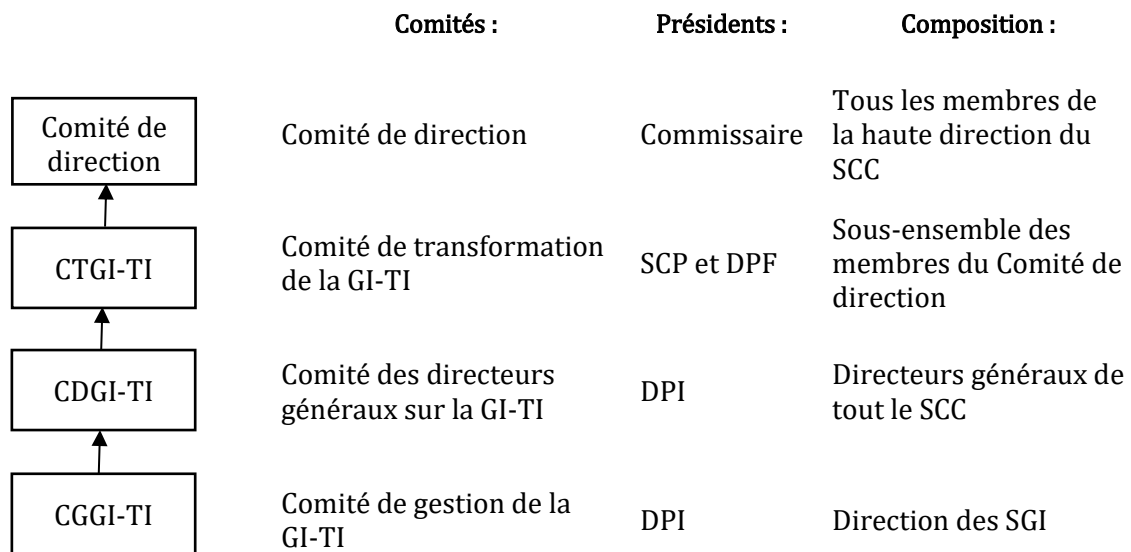 Comités :
Présidents :
Composition :
Comité de
direction
Comité de direction
Commissaire
Tous les membres de
la haute direction du
SCC
CTGI-TI
Comité de transformation
de la GI-TI
SCP et DPF
Sous-ensemble des
membres du Comité de
direction
CDGI-TI
Comité des directeurs
généraux sur la GI-TI
DPI
Directeurs généraux de
tout le SCC
CGGI-TI
Comité de gestion de la
GI-TI
DPI
Direction des SGI